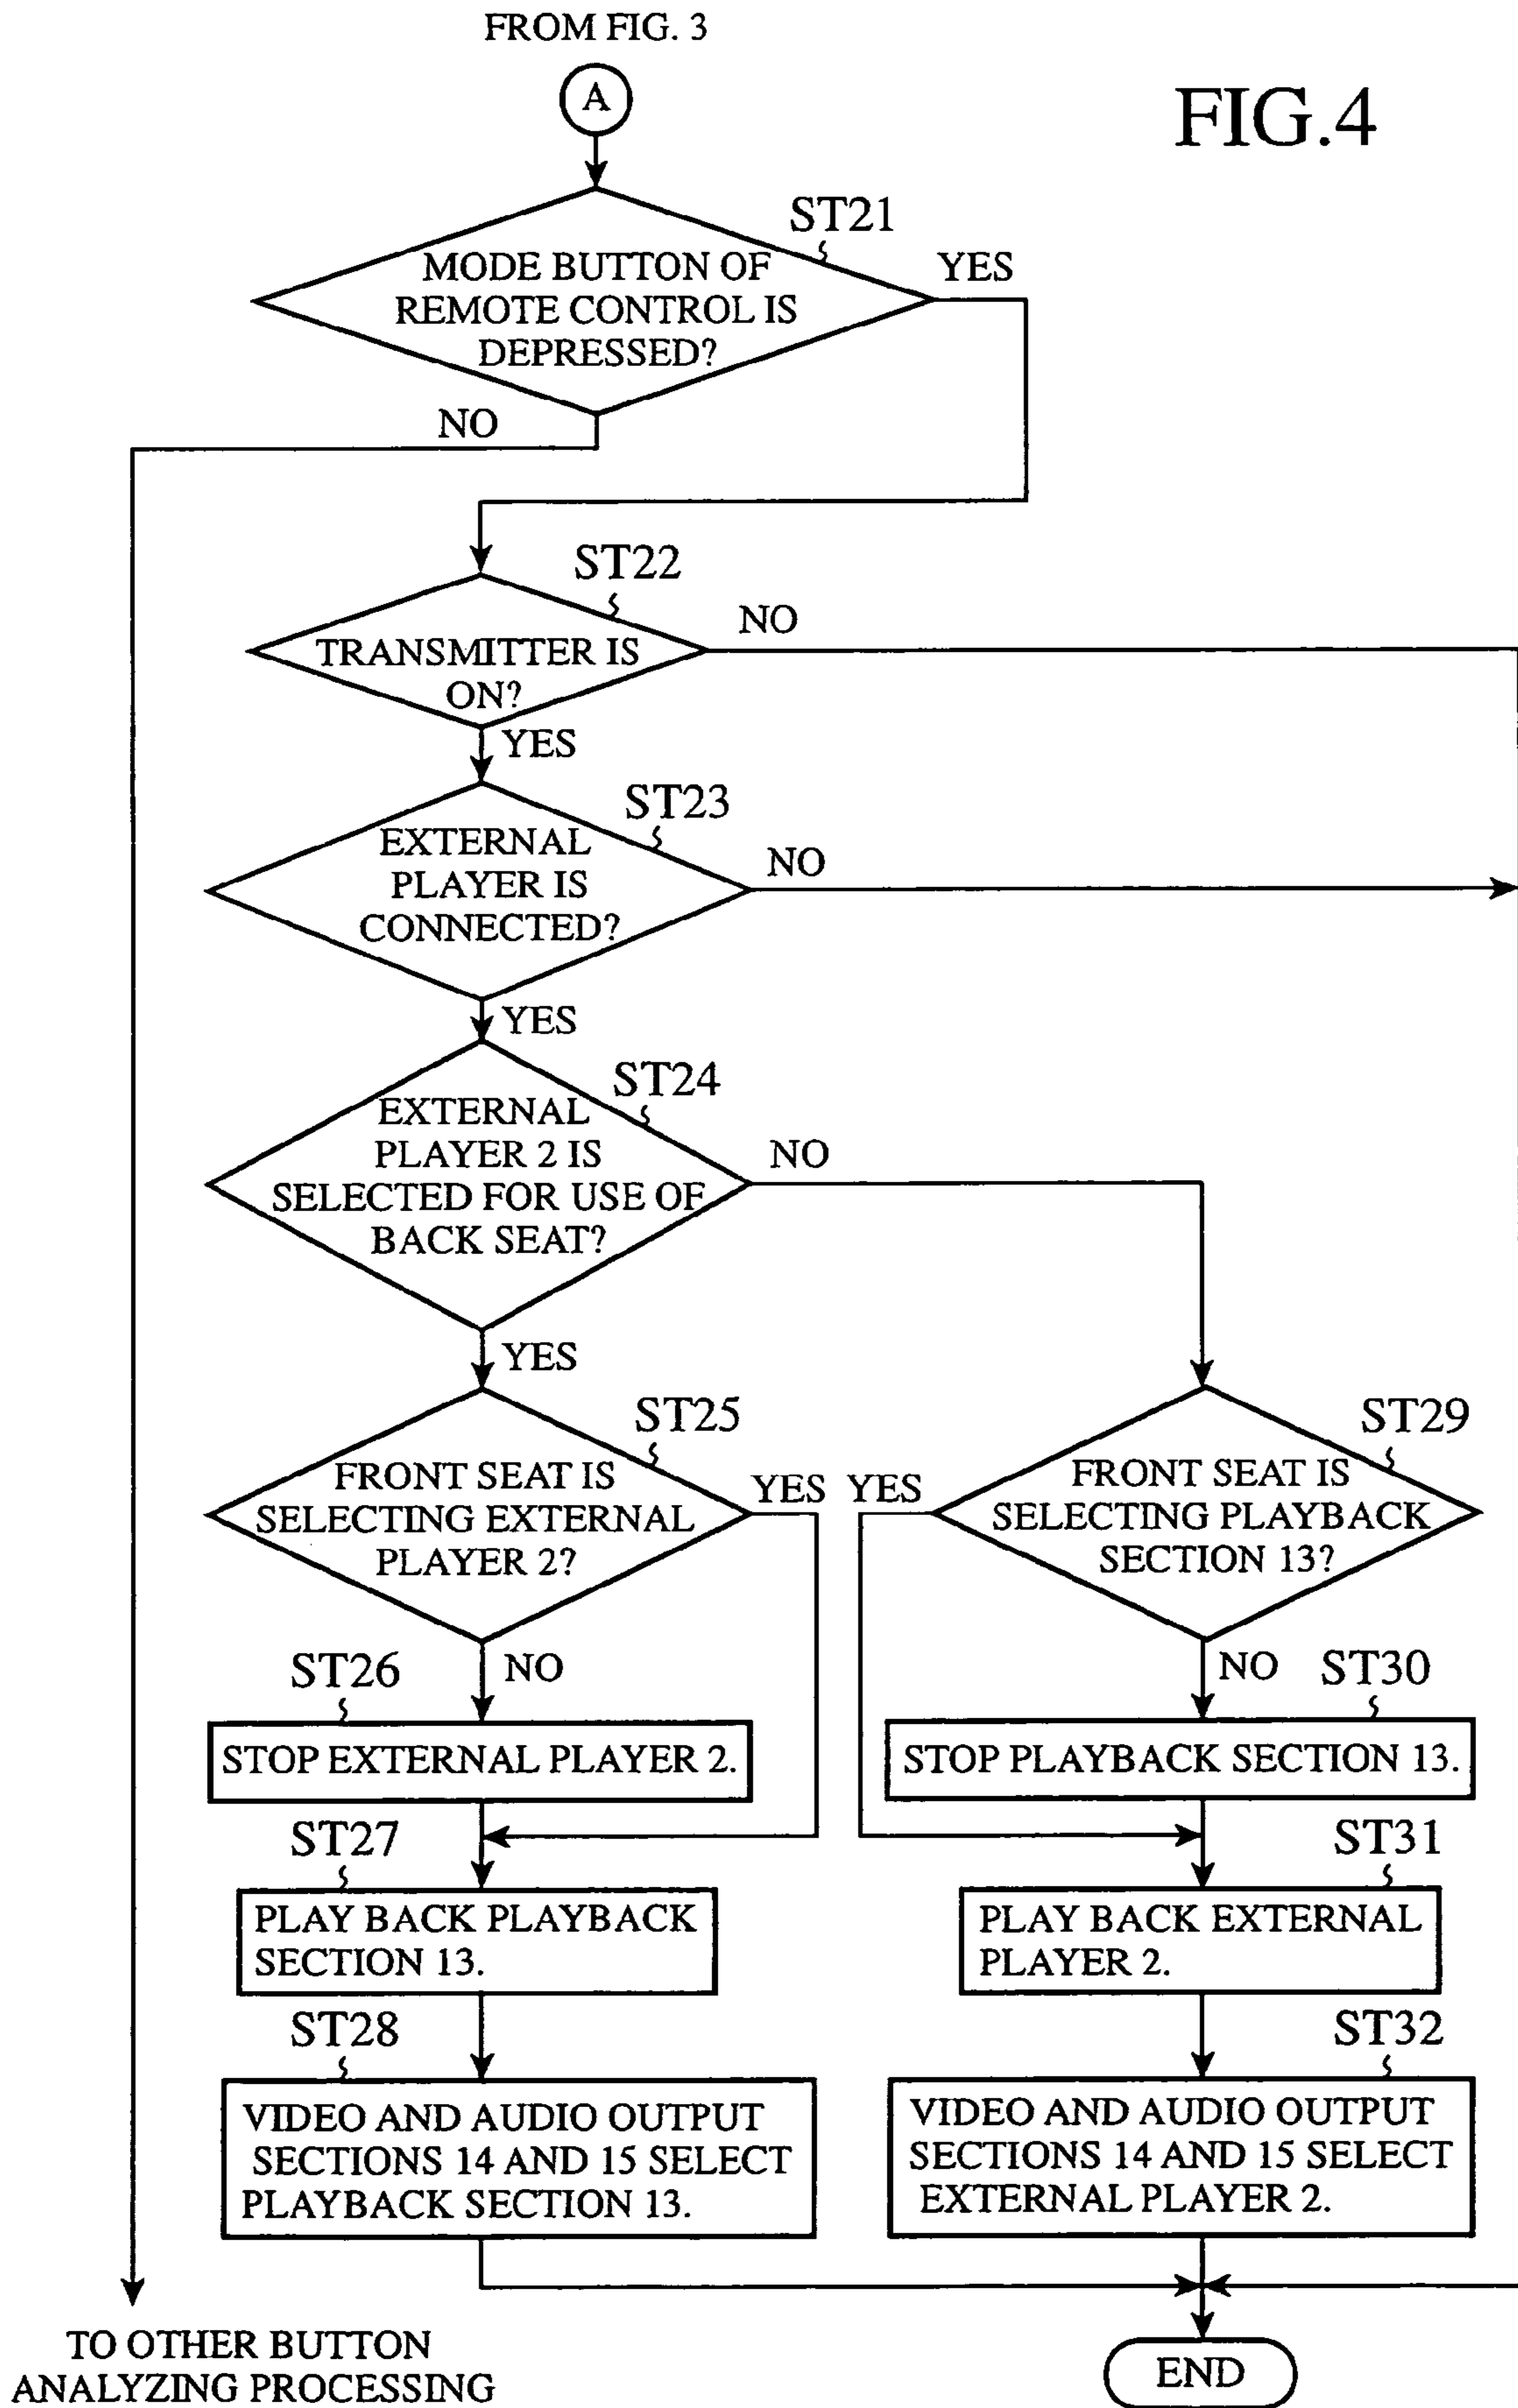 FROM FIG. 3
A
FIG.4
ST21
MODE BUTTON OF
REMOTE CONTROL IS
DEPRESSED?
YES
NO
ST22
TRANSMITTER IS
ON?
NO
YES
ST23
EXTERNAL
PLAYER IS
CONNECTED?
NO
YES
ST24
EXTERNAL
PLAYER 2 IS
SELECTED FOR USE OF
BACK SEAT?
NO
YES
ST25
FRONT SEAT IS
SELECTING EXTERNAL
PLAYER 2?
YES
NO
ST29
FRONT SEAT IS
SELECTING PLAYBACK
SECTION 13?
YES
NO
ST26
STOP EXTERNAL PLAYER 2.
ST30
STOP PLAYBACK SECTION 13.
ST27
PLAY BACK PLAYBACK
SECTION 13.
ST31
PLAY BACK EXTERNAL
PLAYER 2.
ST28
VIDEO AND AUDIO OUTPUT
SECTIONS 14 AND 15 SELECT
PLAYBACK SECTION 13.
ST32
VIDEO AND AUDIO OUTPUT
SECTIONS 14 AND 15 SELECT
EXTERNAL PLAYER 2.
TO OTHER BUTTON
ANALYZING PROCESSING
END